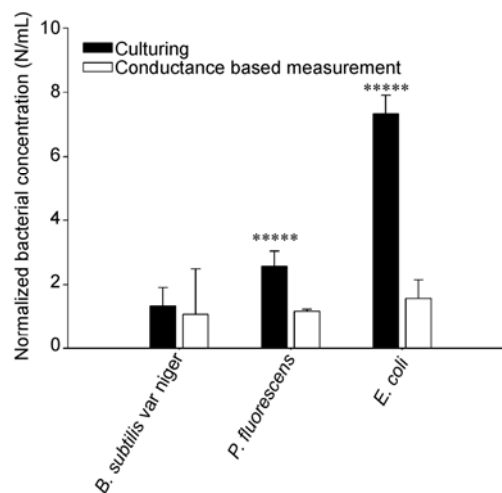 Normalized bacterial concentration (N/mL)
10
8
6
4
2
0
Culturing
Conductance based measurement
*****
*****
B. subtilis var niger
P. fluorescens
E. coli